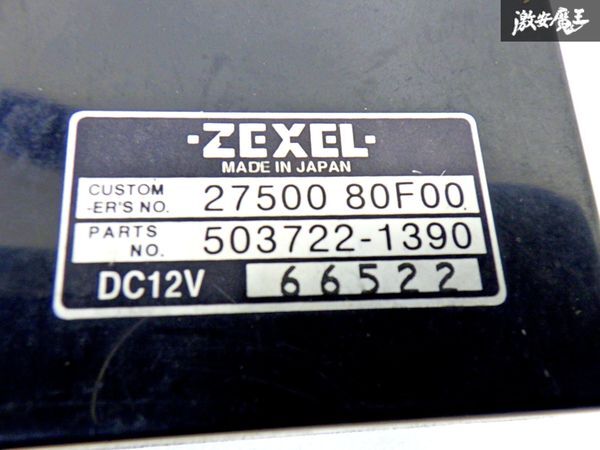 激安魔王
·ZEXEL·
MADE IN JAPAN
CUSTOM
-ER'S NO. 27500 80F00
PARTS
NO. 503722-1390
DC12V 66522